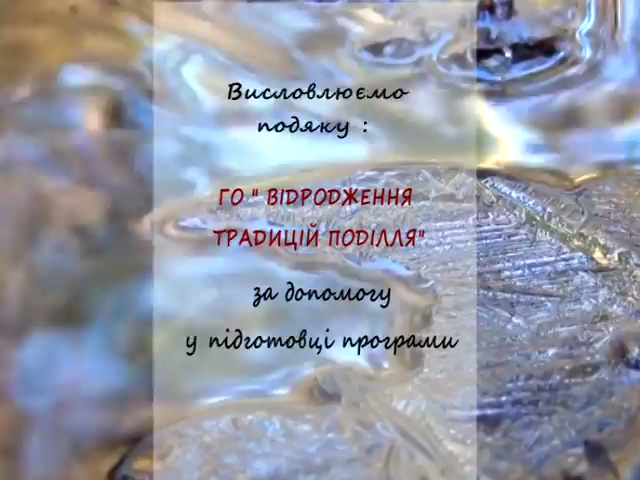 Висловлюємо
подяку :
ГО " ВІДРОДЖЕННЯ
ТРАДИЦІЙ ПОДІЛЛЯ"
за допомогу
у підготовці програми